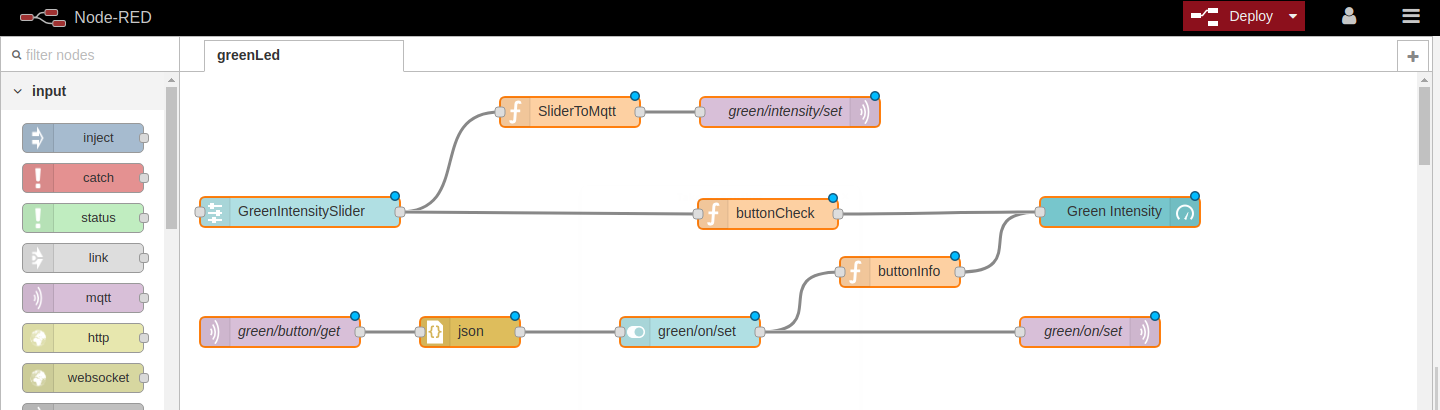 Node-RED
Deploy
filter nodes
greenLed
input
inject
catch
status
link
mqtt
http
websocket
SliderToMqtt
green/intensity/set
GreenIntensitySlider
buttonCheck
Green Intensity
buttonInfo
green/button/get
json
green/on/set
green/on/set